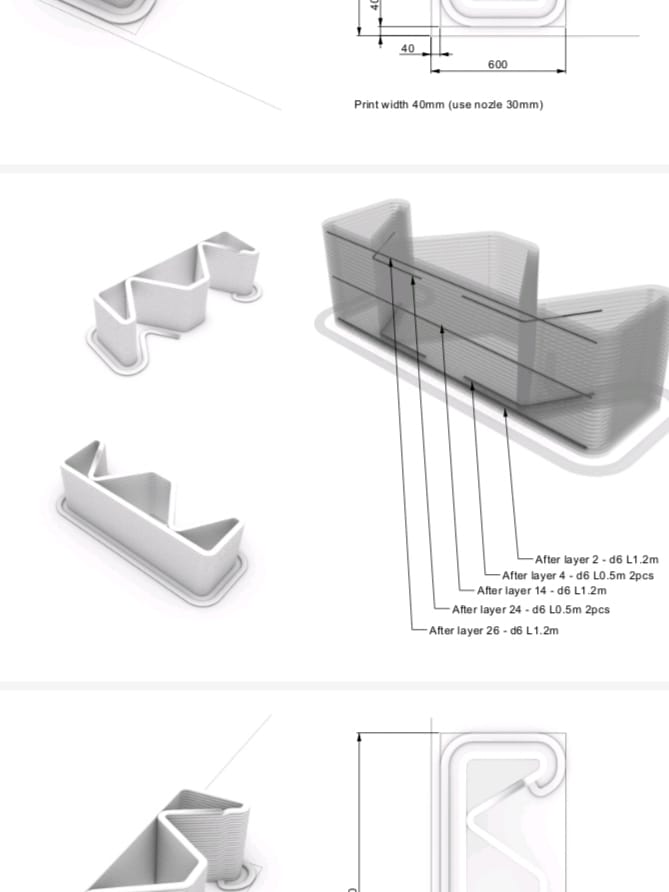 40
40
600
Print width 40mm (use nozle 30mm)
After layer 2 - d6 L1.2m
After layer 4 - d6 L0.5m 2pcs
After layer 14 - d6 L1.2m
After layer 24 - d6 L0.5m 2pcs
After layer 26 - d6 L1.2m